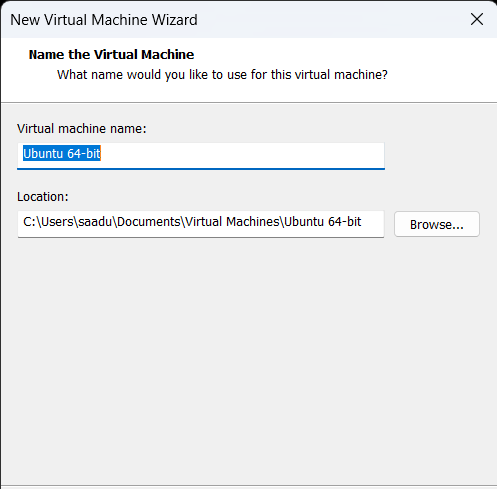 New Virtual Machine Wizard
Name the Virtual Machine
What name would you like to use for this virtual machine?
Virtual machine name:
Ubuntu 64-bit
Location:
C:\Users\saadu\Documents\Virtual Machines\Ubuntu 64-bit
Browse...